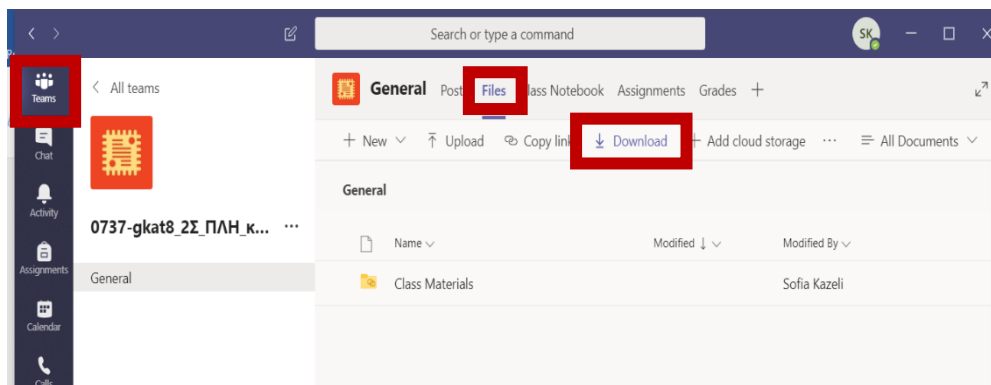 Search or type a command
SK
Teams
Chat
Activity
Assignments
Calendar
Calls
All teams
0737-gkat8_2Σ_ΠΛΗ_κ... ...
General
General Files Notebook Assignments Grades +
+ New Upload Copy link Download + Add cloud storage ... All Documents
General
Name Modified ↓ Modified By
Class Materials Sofia Kazeli